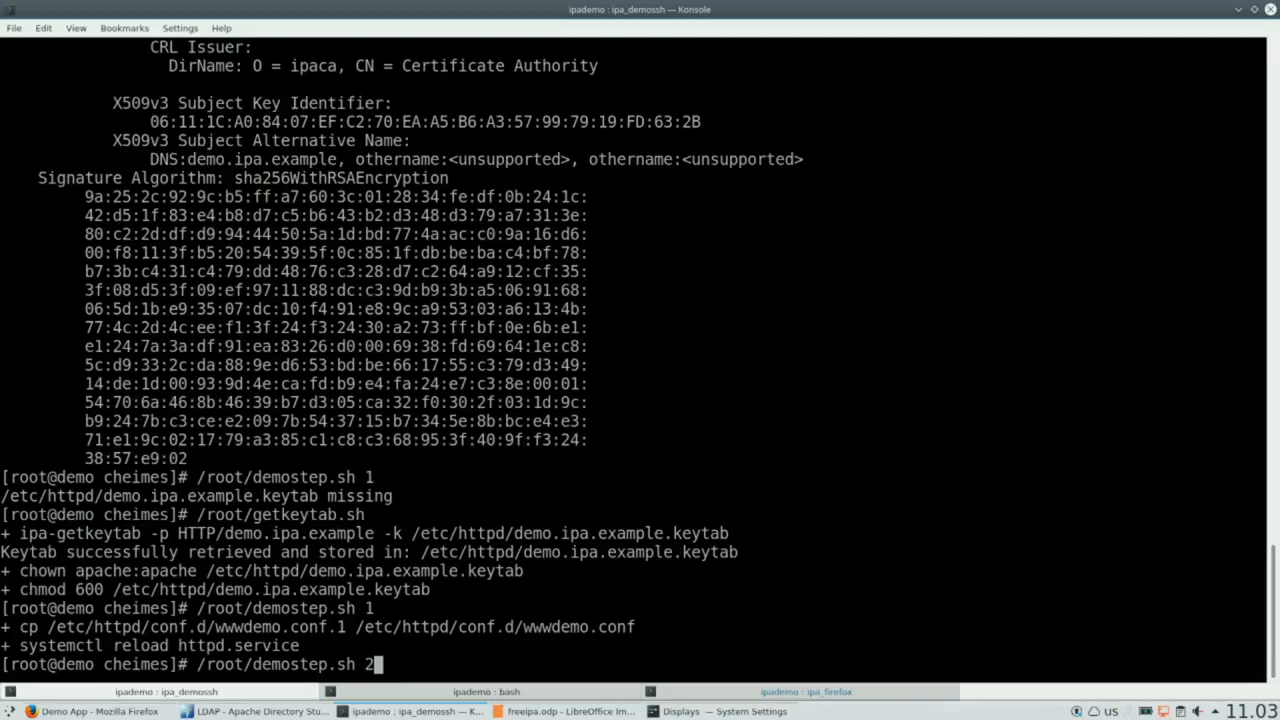 ipademo : ipa_demossh — Konsole
File Edit View Bookmarks Settings Help
CRL Issuer:
DirName: O = ipaca, CN = Certificate Authority
X509v3 Subject Key Identifier:
06:11:1C:A0:84:07:EF:C2:70:EA:A5:B6:A3:57:99:79:19:FD:63:2B
X509v3 Subject Alternative Name:
DNS:demo.ipa.example, othername:<unsupported>, othername:<unsupported>
Signature Algorithm: sha256WithRSAEncryption
9a:25:2c:92:9c:b5:ff:a7:60:3c:01:28:34:fe:df:0b:24:1c:
42:d5:1f:83:e4:b8:d7:c5:b6:43:b2:d3:48:d3:79:a7:31:3e:
80:c2:2d:df:d9:94:44:50:5a:1d:bd:77:4a:ac:c0:9a:16:d6:
00:f8:11:3f:b5:20:54:39:5f:0c:85:1f:db:be:ba:c4:bf:78:
b7:3b:c4:31:c4:79:dd:48:76:c3:28:d7:c2:64:a9:12:cf:35:
3f:08:d5:3f:09:ef:97:11:88:dc:c3:9d:b9:3b:a5:06:91:68:
06:5d:1b:e9:35:07:dc:10:f4:91:e8:9c:a9:53:03:a6:13:4b:
77:4c:2d:4c:ee:f1:3f:24:f3:24:30:a2:73:ff:bf:0e:6b:e1:
e1:24:7a:3a:df:91:ea:83:26:d0:00:69:38:fd:69:64:1e:c8:
5c:d9:33:2c:da:88:9e:d6:53:bd:be:66:17:55:c3:79:d3:49:
14:de:1d:00:93:9d:4e:ca:fd:b9:e4:fa:24:e7:c3:8e:00:01:
54:70:6a:46:8b:46:39:b7:d3:05:ca:32:f0:30:2f:03:1d:9c:
b9:24:7b:c3:ce:e2:09:7b:54:37:15:b7:34:5e:8b:bc:e4:e3:
71:e1:9c:02:17:79:a3:85:c1:c8:c3:68:95:3f:40:9f:f3:24:
38:57:e9:02
[root@demo cheimes]# /root/demostep.sh 1
/etc/httpd/demo.ipa.example.keytab missing
[root@demo cheimes]# /root/getkeytab.sh
+ ipa-getkeytab -p HTTP/demo.ipa.example -k /etc/httpd/demo.ipa.example.keytab
Keytab successfully retrieved and stored in: /etc/httpd/demo.ipa.example.keytab
+ chown apache:apache /etc/httpd/demo.ipa.example.keytab
+ chmod 600 /etc/httpd/demo.ipa.example.keytab
[root@demo cheimes]# /root/demostep.sh 1
+ cp /etc/httpd/conf.d/wwwdemo.conf.1 /etc/httpd/conf.d/wwwdemo.conf
+ systemctl reload httpd.service
[root@demo cheimes]# /root/demostep.sh 2
ipademo : ipa_demossh ipademo : bash ipademo : ipa_firefox
Demo App - Mozilla Firefox LDAP - Apache Directory Stu... ipademo : ipa_demossh — K... freeipa.odp - LibreOffice Im... Displays — System Settings us 11.03